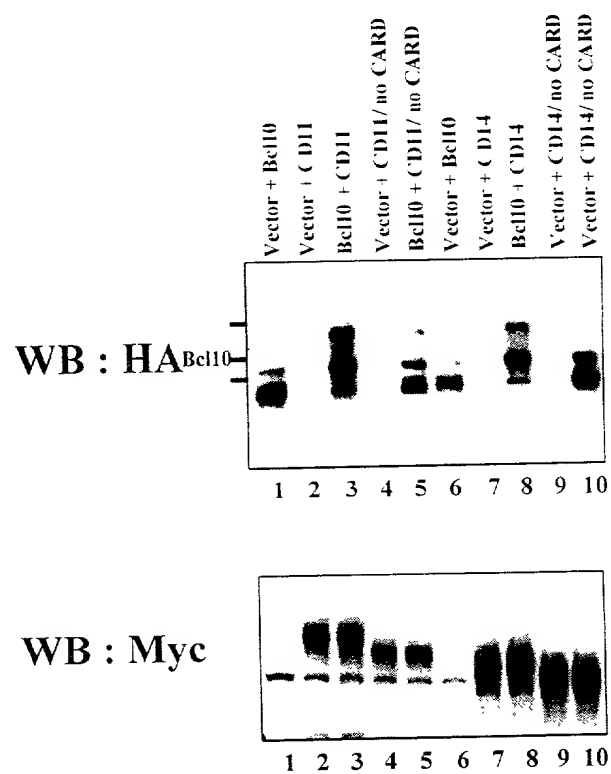 Vector + Bcl10
Vector + CD11
Bcl10 + CD11
Vector + CD11/ no CARD
Bcl10 + CD11/ no CARD
Vector + Bcl10
Vector + CD14
Bcl10 + CD14
Vector + CD14/ no CARD
Vector + CD14/ no CARD
WB : HA Bcl10
1 2 3 4 5 6 7 8 9 10
WB : Myc
1 2 3 4 5 6 7 8 9 10